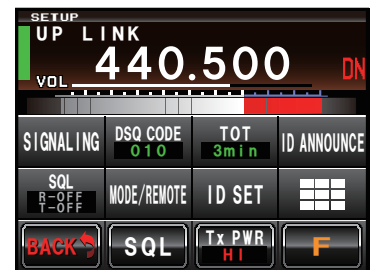 SETUP
UP LINK
440.500 DN
VOL
SIGNALING DSQ CODE TOT ID ANNOUNCE
010 3min
SQL MODE/REMOTE ID SET
R-OFF
T-OFF
BACK SQL Tx PWR F
HI